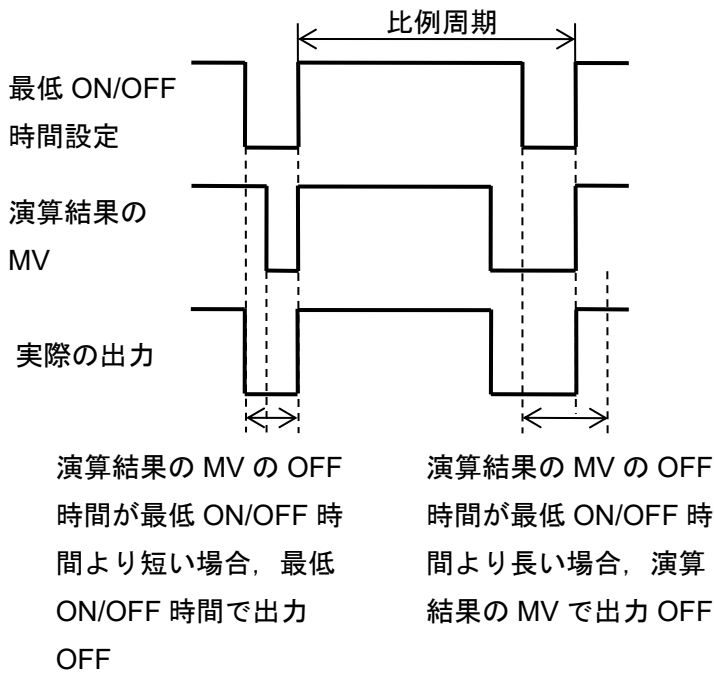 比例周期
最低 ON/OFF
時間設定
演算結果の
MV
実際の出力
演算結果の MV の OFF
時間が最低 ON/OFF 時
間より短い場合，最低
ON/OFF 時間で出力
OFF
演算結果の MV の OFF
時間が最低 ON/OFF 時
間より長い場合，演算
結果の MV で出力 OFF